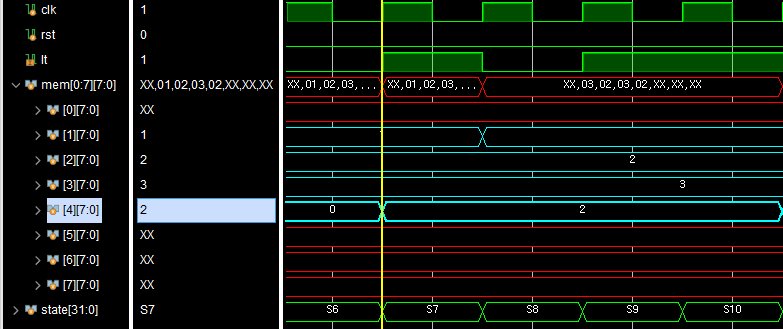 clk 1
rst 0
lt 1
mem[0:7][7:0] XX,01,02,03,02,XX,XX,XX XX,01,02,03,... XX,01,02,03,... XX,03,02,03,02,XX,XX,XX
[0][7:0] XX
[1][7:0] 1
[2][7:0] 2 2
[3][7:0] 3 3
[4][7:0] 2 0 2
[5][7:0] XX
[6][7:0] XX
[7][7:0] XX
state[31:0] S7 S6 S7 S8 S9 S10